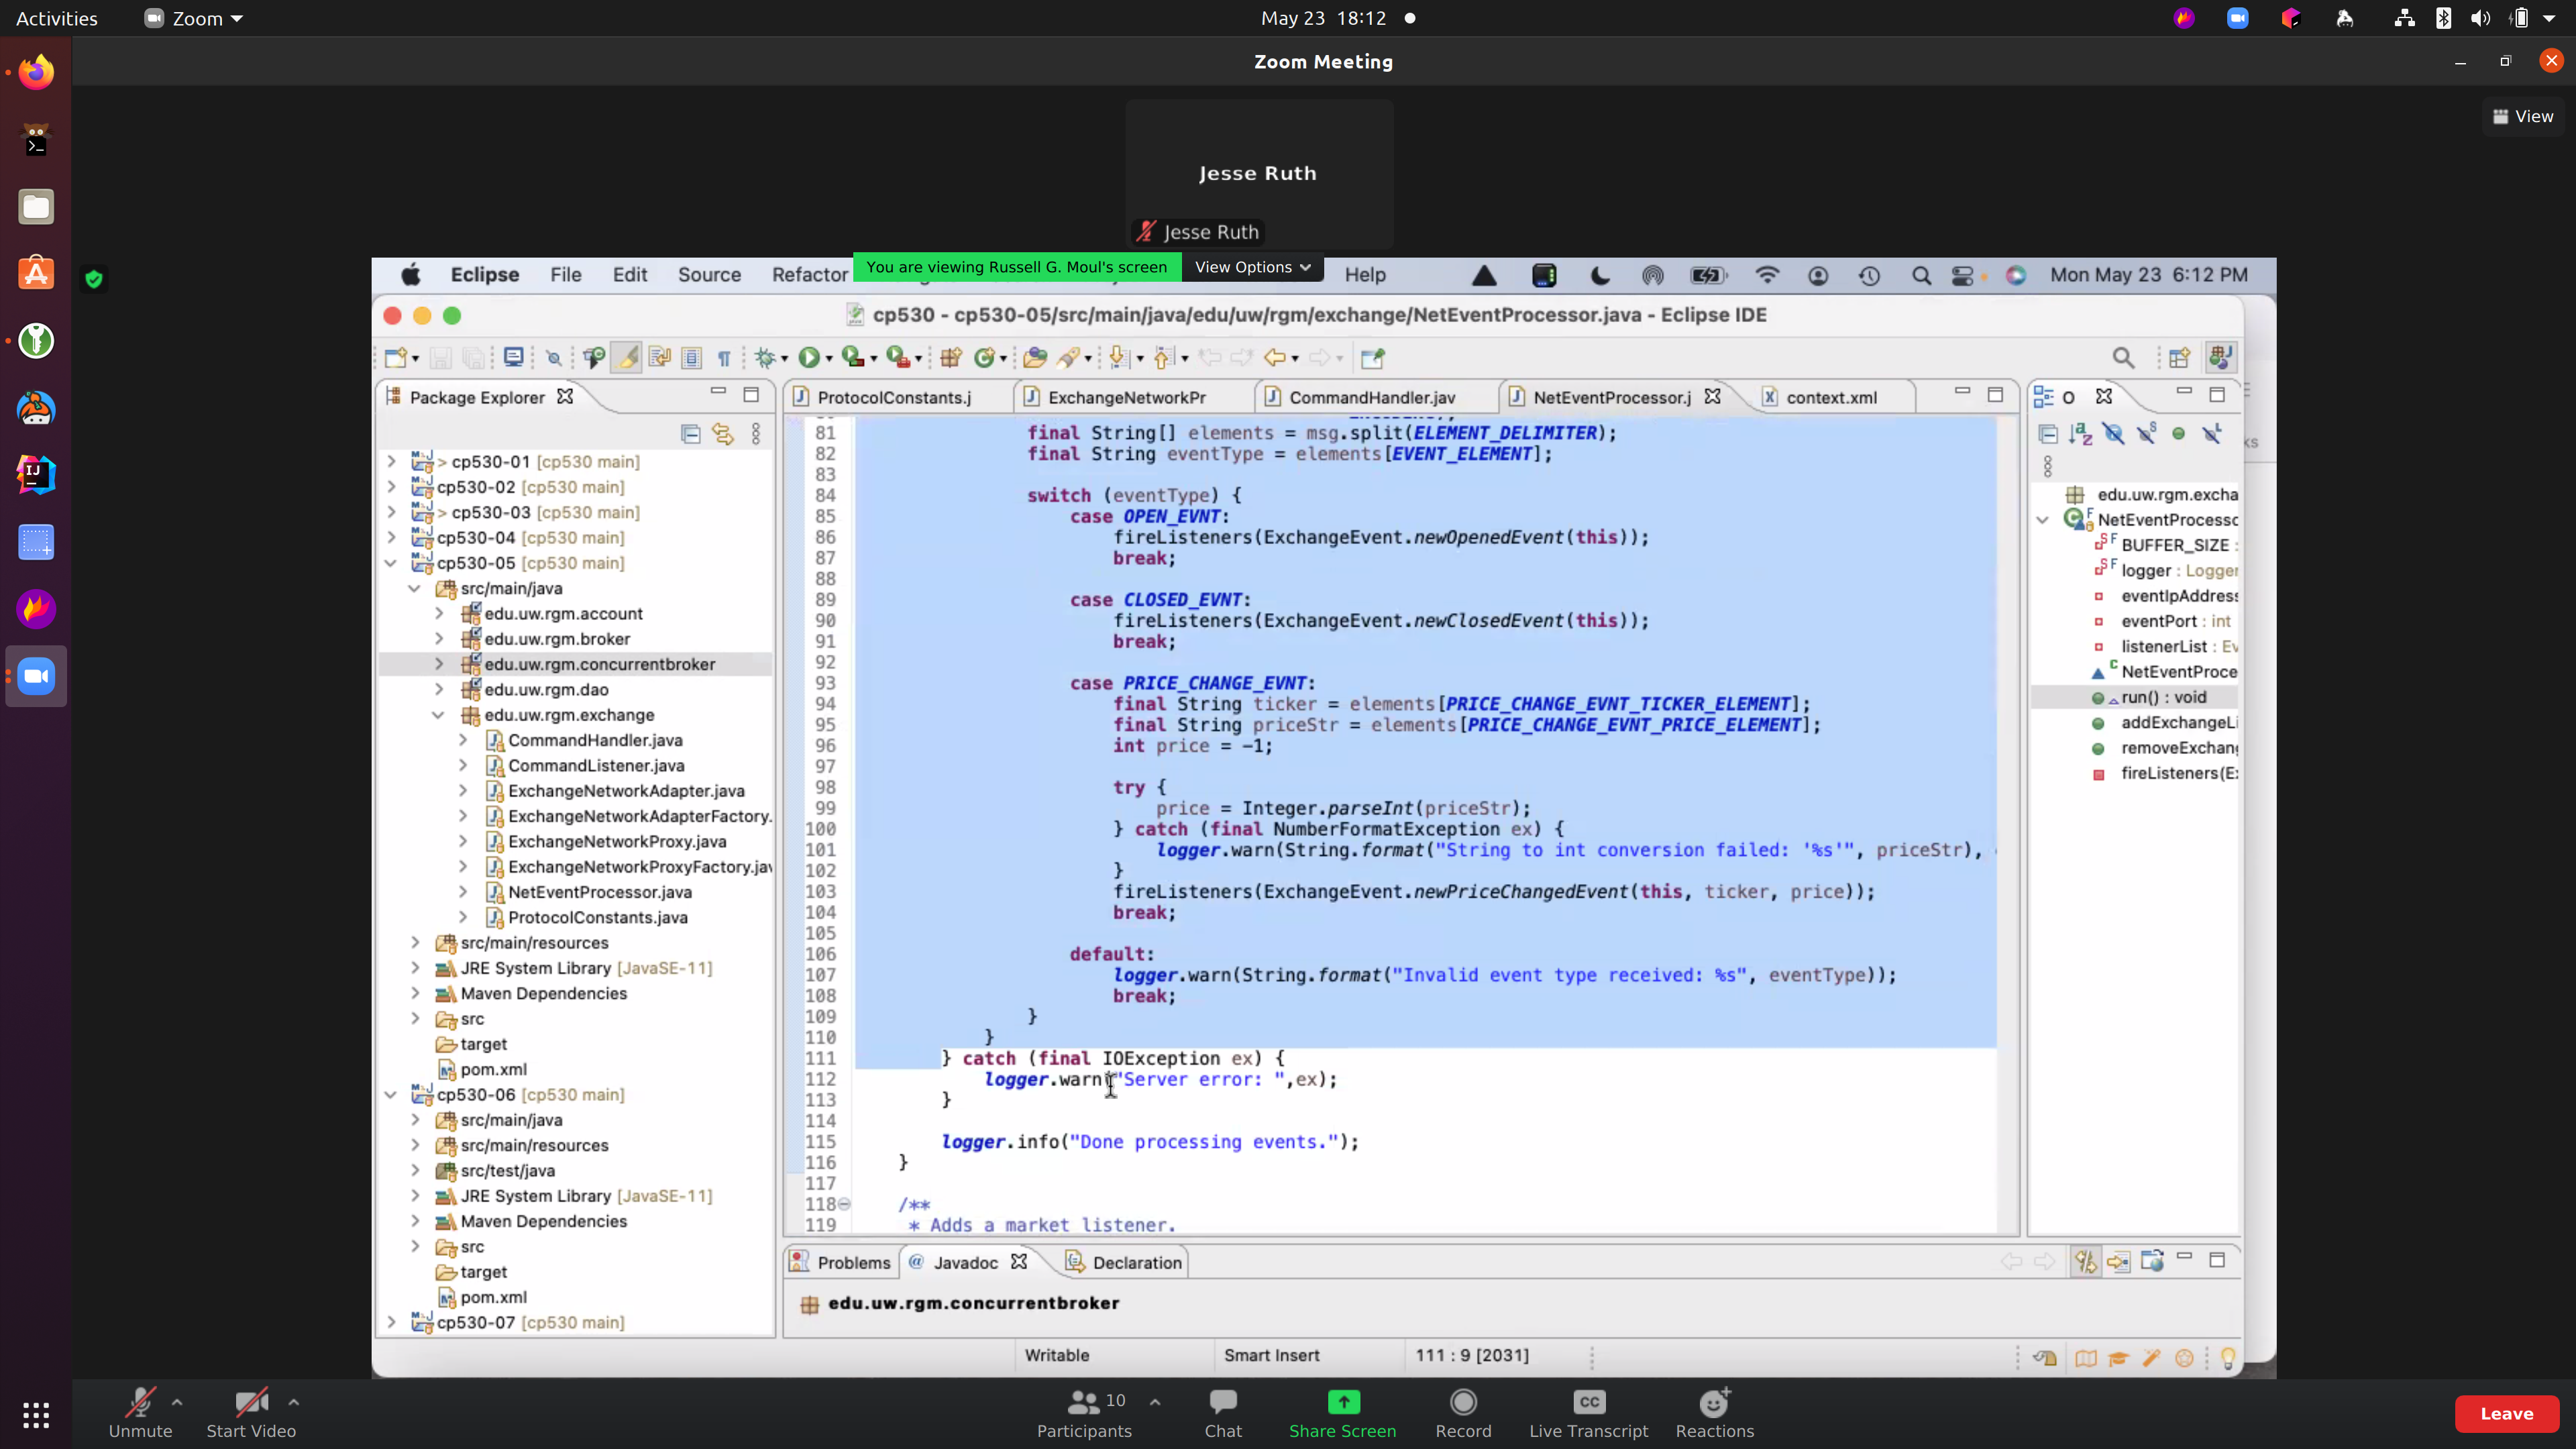 Activities
Zoom
May 23 18:12
Zoom Meeting
View
Jesse Ruth
Jesse Ruth
You are viewing Russell G. Moul's screen
View Options
Eclipse File Edit Source Refactor Help
Mon May 23 6:12 PM
cp530 - cp530-05/src/main/java/edu/uw/rgm/exchange/NetEventProcessor.java - Eclipse IDE
Package Explorer
> cp530-01 [cp530 main]
cp530-02 [cp530 main]
> cp530-03 [cp530 main]
cp530-04 [cp530 main]
cp530-05 [cp530 main]
src/main/java
edu.uw.rgm.account
edu.uw.rgm.broker
edu.uw.rgm.concurrentbroker
edu.uw.rgm.dao
edu.uw.rgm.exchange
CommandHandler.java
CommandListener.java
ExchangeNetworkAdapter.java
ExchangeNetworkAdapterFactory.
ExchangeNetworkProxy.java
ExchangeNetworkProxyFactory.jav
NetEventProcessor.java
ProtocolConstants.java
src/main/resources
JRE System Library [JavaSE-11]
Maven Dependencies
src
target
pom.xml
cp530-06 [cp530 main]
src/main/java
src/main/resources
src/test/java
JRE System Library [JavaSE-11]
Maven Dependencies
src
target
pom.xml
cp530-07 [cp530 main]
ProtocolConstants.j
ExchangeNetworkPr
CommandHandler.jav
NetEventProcessor.j
context.xml
81 final String[] elements = msg.split(ELEMENT_DELIMITER);
82 final String eventType = elements[EVENT_ELEMENT];
83
84 switch (eventType) {
85 case OPEN_EVNT:
86 fireListeners(ExchangeEvent.newOpenedEvent(this));
87 break;
88
89 case CLOSED_EVNT:
90 fireListeners(ExchangeEvent.newClosedEvent(this));
91 break;
92
93 case PRICE_CHANGE_EVNT:
94 final String ticker = elements[PRICE_CHANGE_EVNT_TICKER_ELEMENT];
95 final String priceStr = elements[PRICE_CHANGE_EVNT_PRICE_ELEMENT];
96 int price = -1;
97
98 try {
99 price = Integer.parseInt(priceStr);
100 } catch (final NumberFormatException ex) {
101 logger.warn(String.format("String to int conversion failed: '%s'", priceStr),
102 }
103 fireListeners(ExchangeEvent.newPriceChangedEvent(this, ticker, price));
104 break;
105
106 default:
107 logger.warn(String.format("Invalid event type received: %s", eventType));
108 break;
109 }
110 }
111 } catch (final IOException ex) {
112 logger.warn("Server error: ",ex);
113 }
114
115 logger.info("Done processing events.");
116 }
117
118 /**
119 * Adds a market listener.
O
edu.uw.rgm.excha
NetEventProcessc
BUFFER_SIZE :
logger : Logger
eventIpAddress
eventPort : int
listenerList : Ev
NetEventProce
run() : void
addExchangeLi
removeExchang
fireListeners(Ex
Problems
@ Javadoc
Declaration
edu.uw.rgm.concurrentbroker
Writable
Smart Insert
111 : 9 [2031]
Unmute
Start Video
10
Participants
Chat
Share Screen
Record
CC
Live Transcript
Reactions
Leave